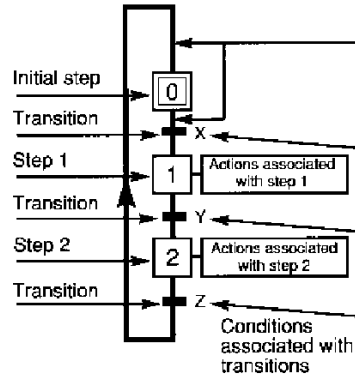 Initial step
0
Transition
X
Step 1
1
Actions associated
with step 1
Transition
Y
Step 2
2
Actions associated
with step 2
Transition
Z
Conditions
associated with
transitions